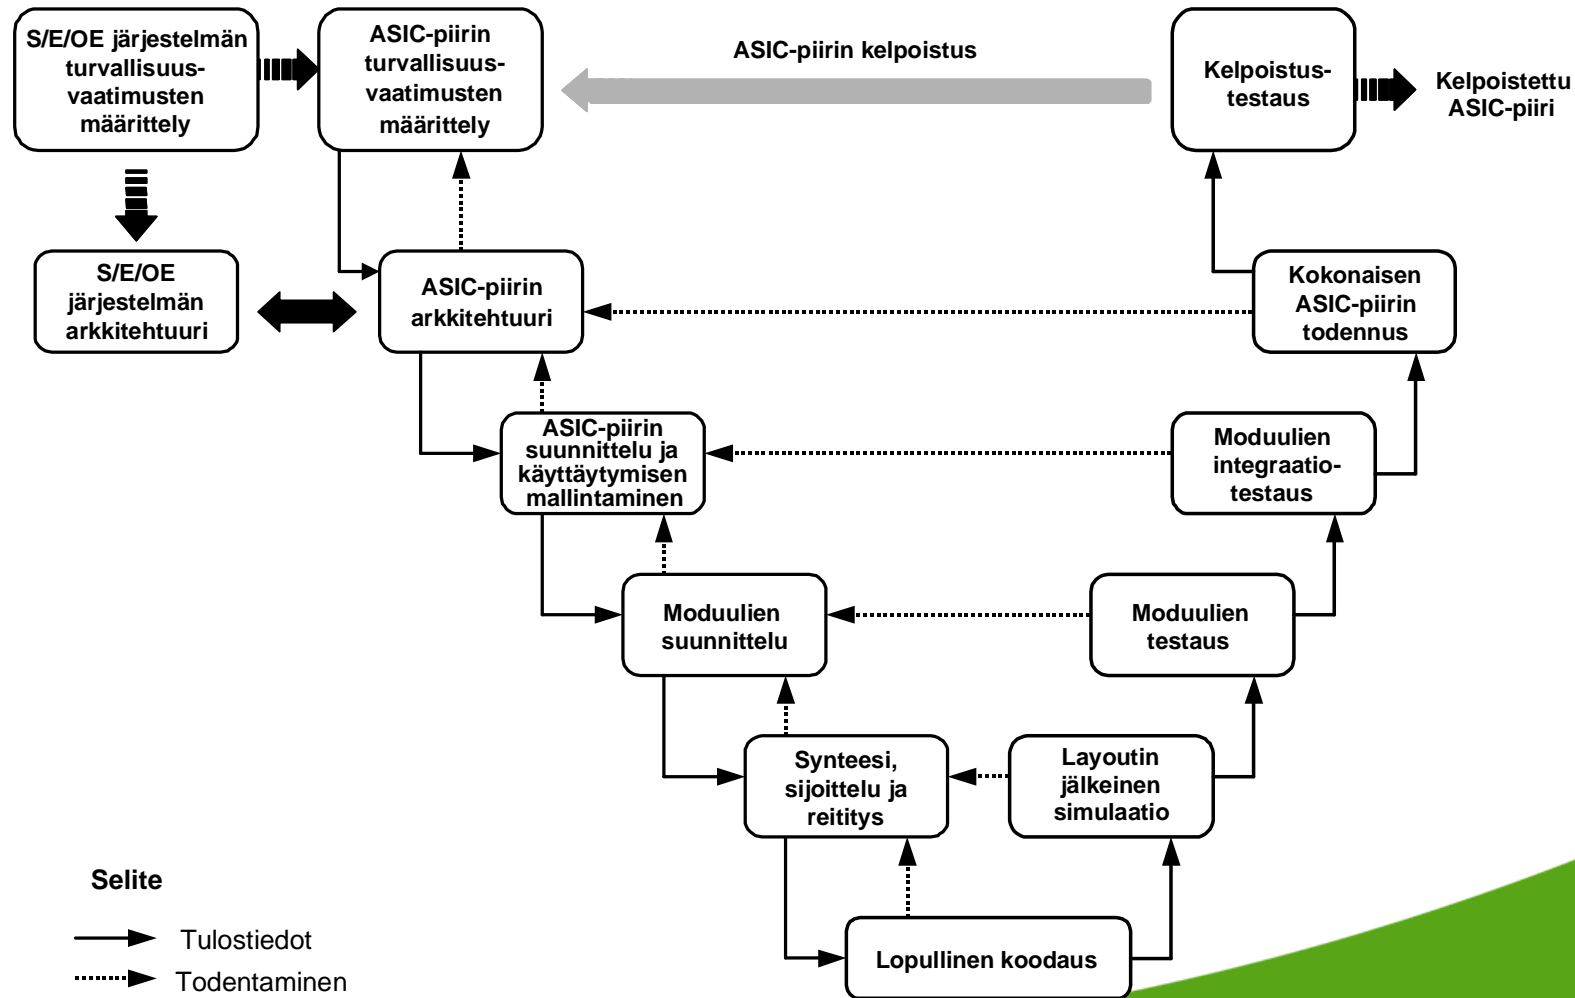 S/E/OE järjestelmän
turvallisuus-
vaatimusten
määrittely
ASIC-piirin
turvallisuus-
vaatimusten
määrittely
ASIC-piirin kelpoistus
Kelpoistus-
testaus
Kelpoistettu
ASIC-piiri
S/E/OE
järjestelmän
arkkitehtuuri
ASIC-piirin
arkkitehtuuri
Kokonaisen
ASIC-piirin
todennus
ASIC-piirin
suunnittelu ja
käyttäytymisen
mallintaminen
Moduulien
integraatio-
testaus
Moduulien
suunnittelu
Moduulien
testaus
Synteesi,
sijoittelu ja
reititys
Layoutin
jälkeinen
simulaatio
Lopullinen koodaus
Selite
Tulostiedot
Todentaminen